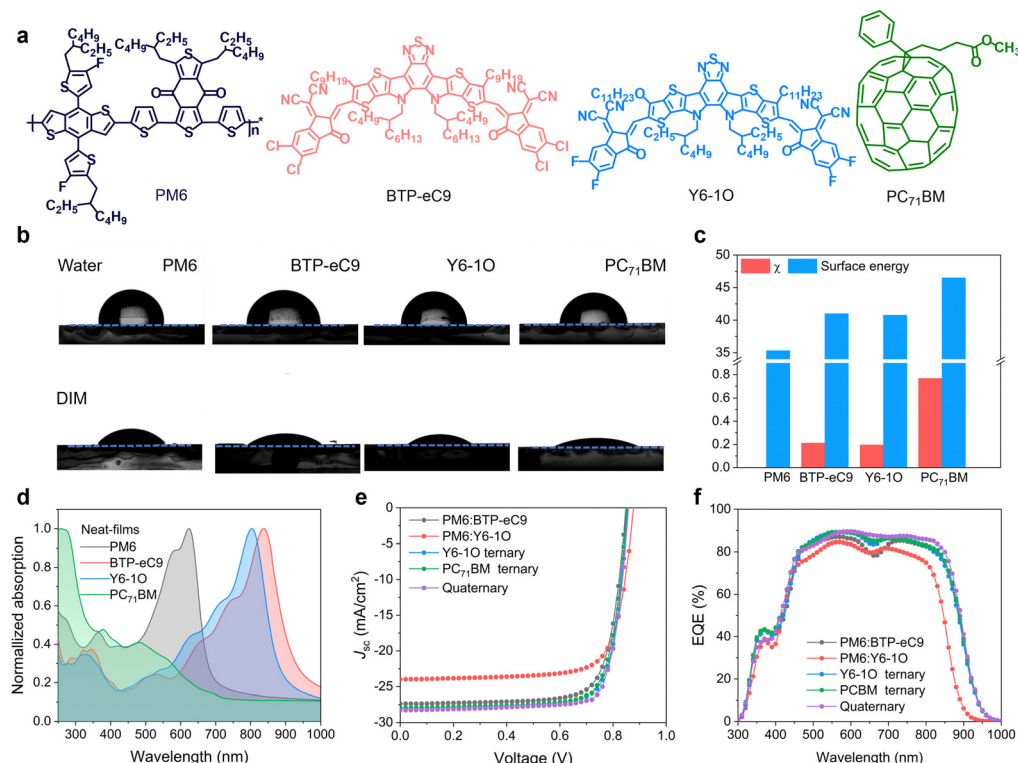 a
C₄H₉
C₂H₅
F
S
S
S
F
C₂H₅
C₄H₉
C₄H₉
C₂H₅
C₂H₅
C₄H₉
S
O
O
S
S
S
n*
PM6
S
N
N
C₉H₁₉
C₉H₁₉
S
S
S
S
N
N
NC
CN
NC
CN
C₄H₉
C₄H₉
C₆H₁₃
C₆H₁₃
O
O
Cl
Cl
Cl
Cl
BTP-eC9
S
N
N
C₁₁H₂₃
O
C₁₁H₂₃
S
S
S
S
N
N
NC
CN
NC
CN
C₂H₅
C₂H₅
C₄H₉
C₄H₉
O
O
F
F
F
F
Y6-1O
O
O
CH₃
PC₇₁BM
b
Water PM6 BTP-eC9 Y6-1O PC₇₁BM
DIM
c
χ Surface energy
50
45
40
35
0.8
0.6
0.4
0.2
0.0
PM6 BTP-eC9 Y6-1O PC₇₁BM
d
Normalized absorption
1.0
0.8
0.6
0.4
0.2
0.0
Neat-films
PM6
BTP-eC9
Y6-1O
PC₇₁BM
300 400 500 600 700 800 900 1000
Wavelength (nm)
e
Jsc (mA/cm²)
0
-5
-10
-15
-20
-25
-30
PM6:BTP-eC9
PM6:Y6-1O
Y6-1O ternary
PC₇₁BM ternary
Quaternary
0.0 0.2 0.4 0.6 0.8 1.0
Voltage (V)
f
EQE (%)
100
80
60
40
20
0
PM6:BTP-eC9
PM6:Y6-1O
Y6-1O ternary
PCBM ternary
Quaternary
300 400 500 600 700 800 900 1000
Wavelength (nm)